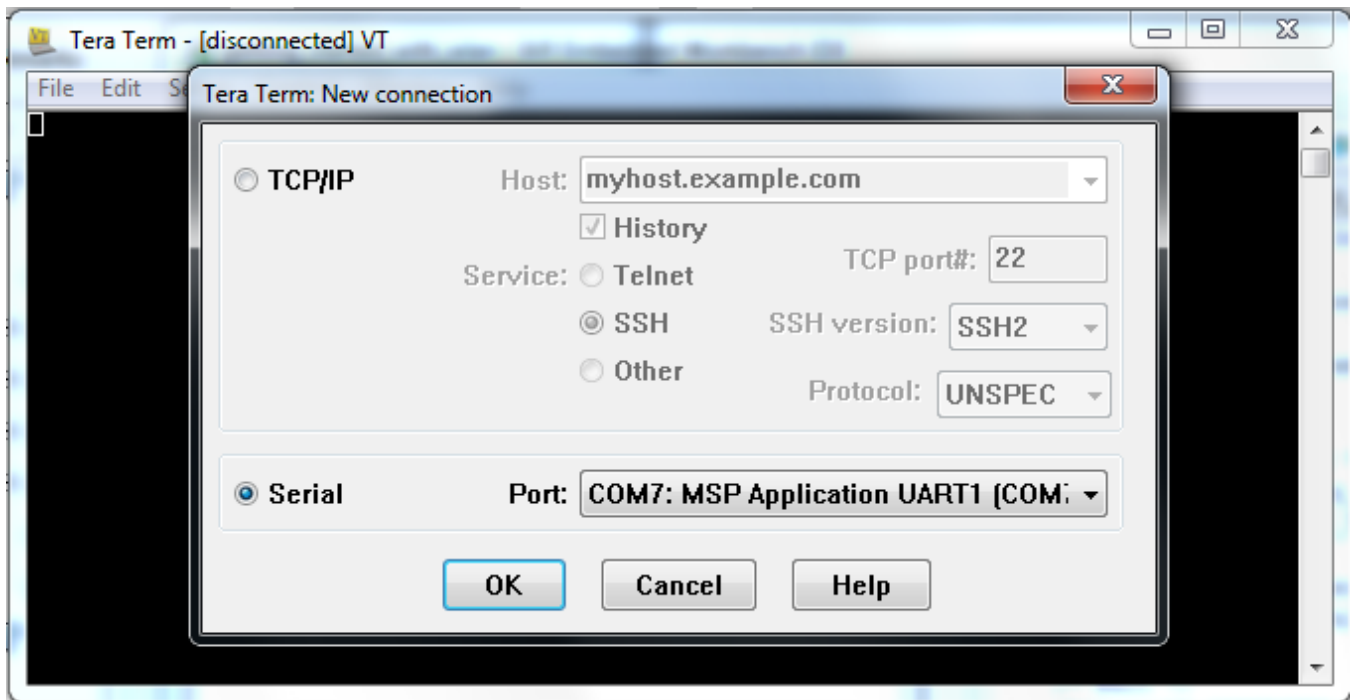 Tera Term - [disconnected] VT
File Edit
Tera Term: New connection
TCP/IP Host: myhost.example.com
History
Service: Telnet TCP port#: 22
SSH SSH version: SSH2
Other Protocol: UNSPEC
Serial Port: COM7: MSP Application UART1 (COM
OK Cancel Help